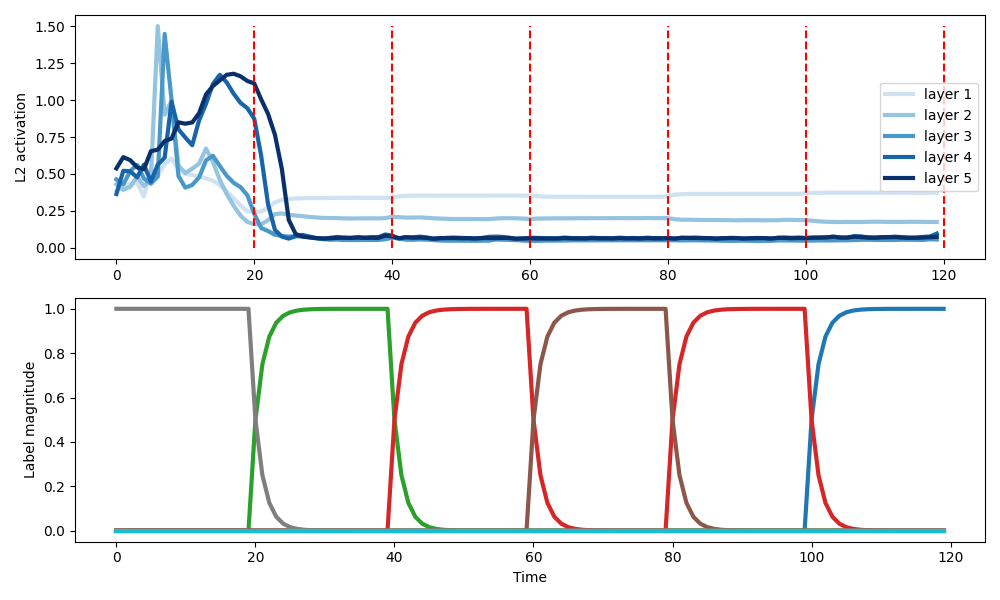 1.50
1.25
1.00
0.75
0.50
0.25
0.00
L2 activation
layer 1
layer 2
layer 3
layer 4
layer 5
0 20 40 60 80 100 120
1.0
0.8
0.6
0.4
0.2
0.0
Label magnitude
0 20 40 60 80 100 120
Time